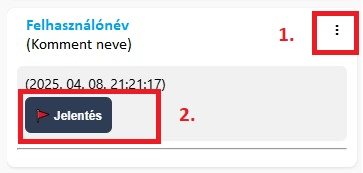 Felhasználónév
(Komment neve)
1.
(2025. 04. 08. 21:21:17)
Jelentés
2.